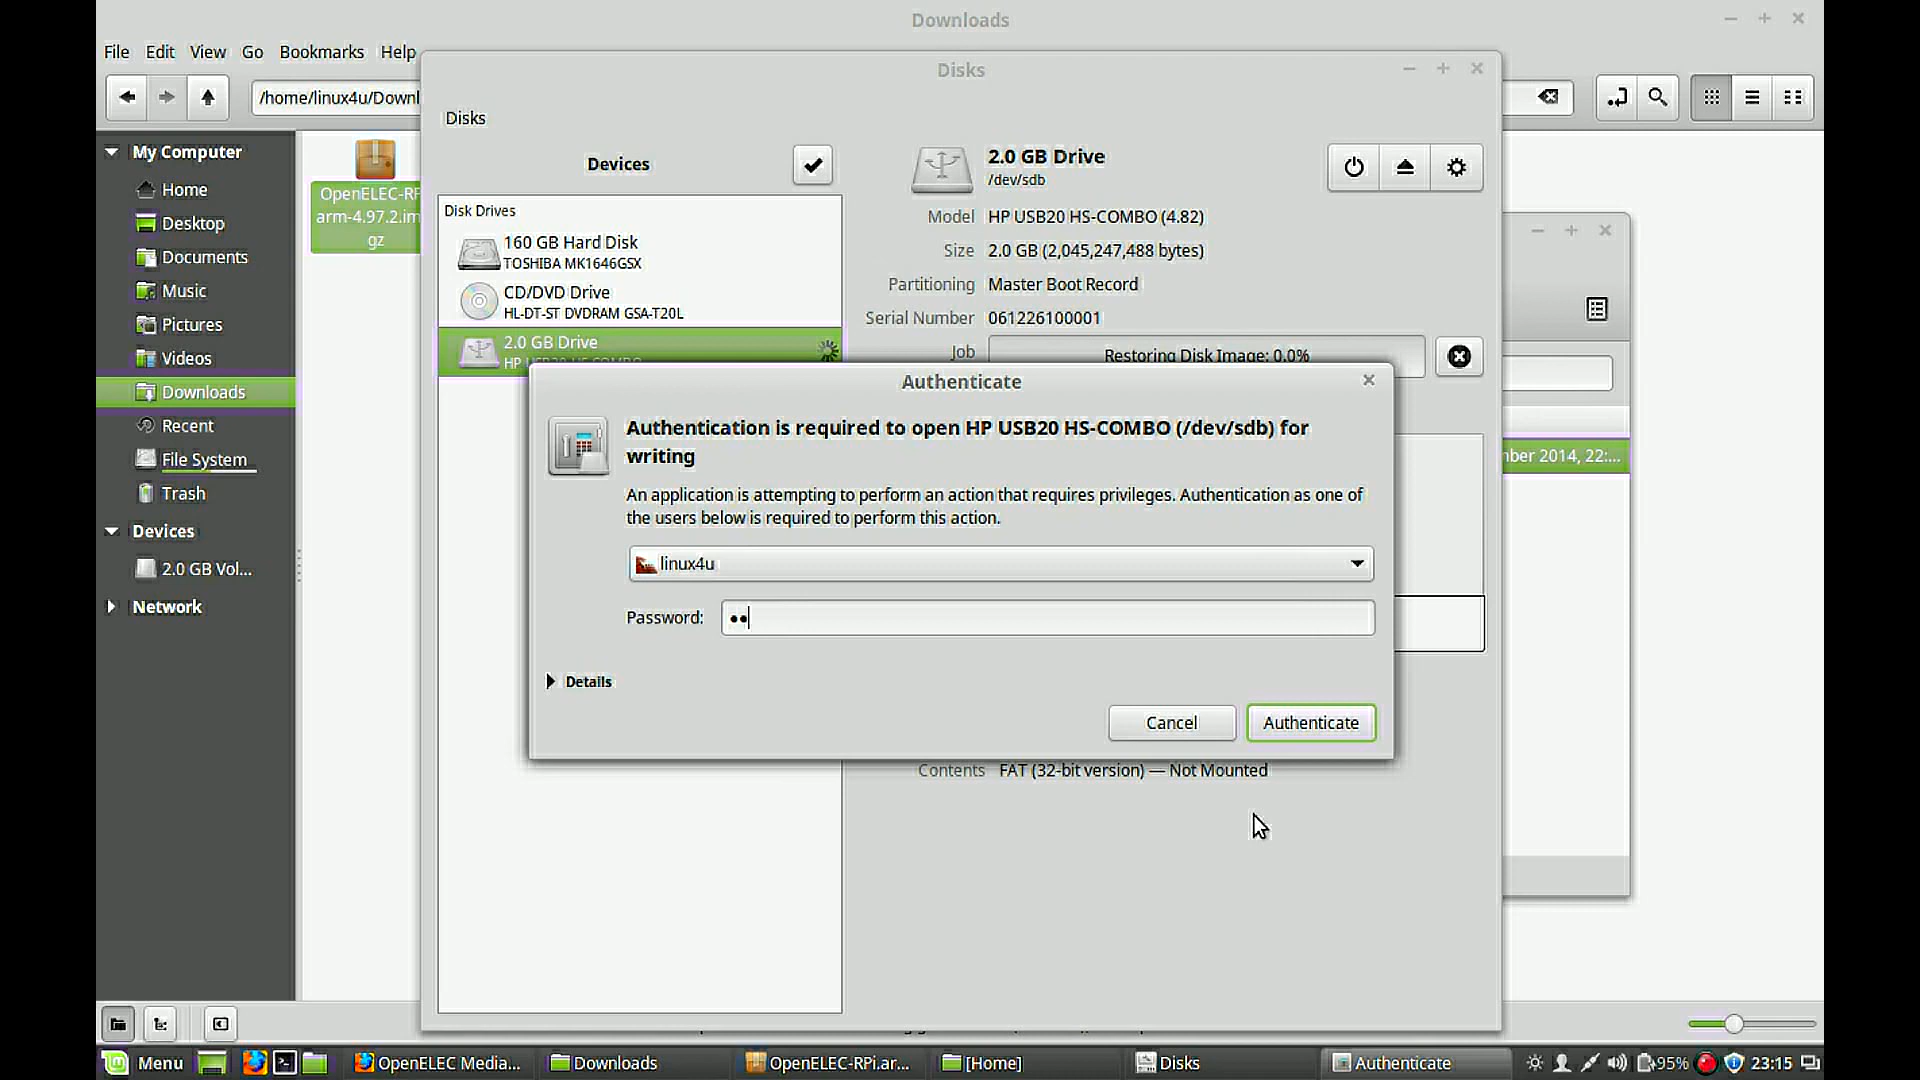 Downloads
File Edit View Go Bookmarks Help
/home/linux4u/Downl
My Computer
Home
Desktop
Documents
Music
Pictures
Videos
Downloads
Recent
File System
Trash
Devices
2.0 GB Vol...
Network
OpenELEC-RP
arm-4.97.2.im
gz
Disks
Disks
Devices
Disk Drives
160 GB Hard Disk
TOSHIBA MK1646GSX
CD/DVD Drive
HL-DT-ST DVDRAM GSA-T20L
2.0 GB Drive
HP USB20 HS-COMBO
2.0 GB Drive
/dev/sdb
Model HP USB20 HS-COMBO (4.82)
Size 2.0 GB (2,045,247,488 bytes)
Partitioning Master Boot Record
Serial Number 061226100001
Job Restoring Disk Image: 0.0%
Authenticate
Authentication is required to open HP USB20 HS-COMBO (/dev/sdb) for
writing
An application is attempting to perform an action that requires privileges. Authentication as one of
the users below is required to perform this action.
linux4u
Password:
Details
Cancel Authenticate
Contents FAT (32-bit version) — Not Mounted
ber 2014, 22:...
Menu OpenELEC Media... Downloads OpenELEC-RPi.ar... [Home] Disks Authenticate 95% 23:15